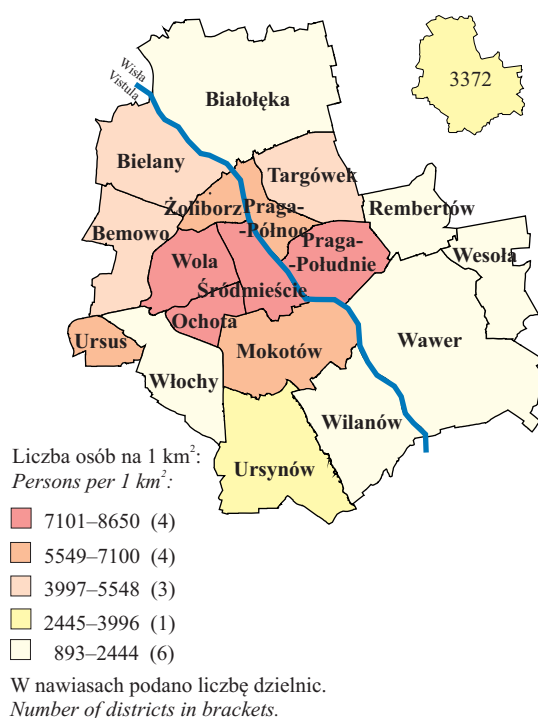 Wisła
Vistula
3372
Białołęka
Bielany
Targówek
Żoliborz
Praga-
-Północ
Rembertów
Bemowo
Praga-
-Południe
Wesoła
Wola
Śródmieście
Ochota
Ursus
Mokotów
Wawer
Włochy
Wilanów
Ursynów
Liczba osób na 1 km²:
Persons per 1 km²:
7101–8650 (4)
5549–7100 (4)
3997–5548 (3)
2445–3996 (1)
893–2444 (6)
W nawiasach podano liczbę dzielnic.
Number of districts in brackets.